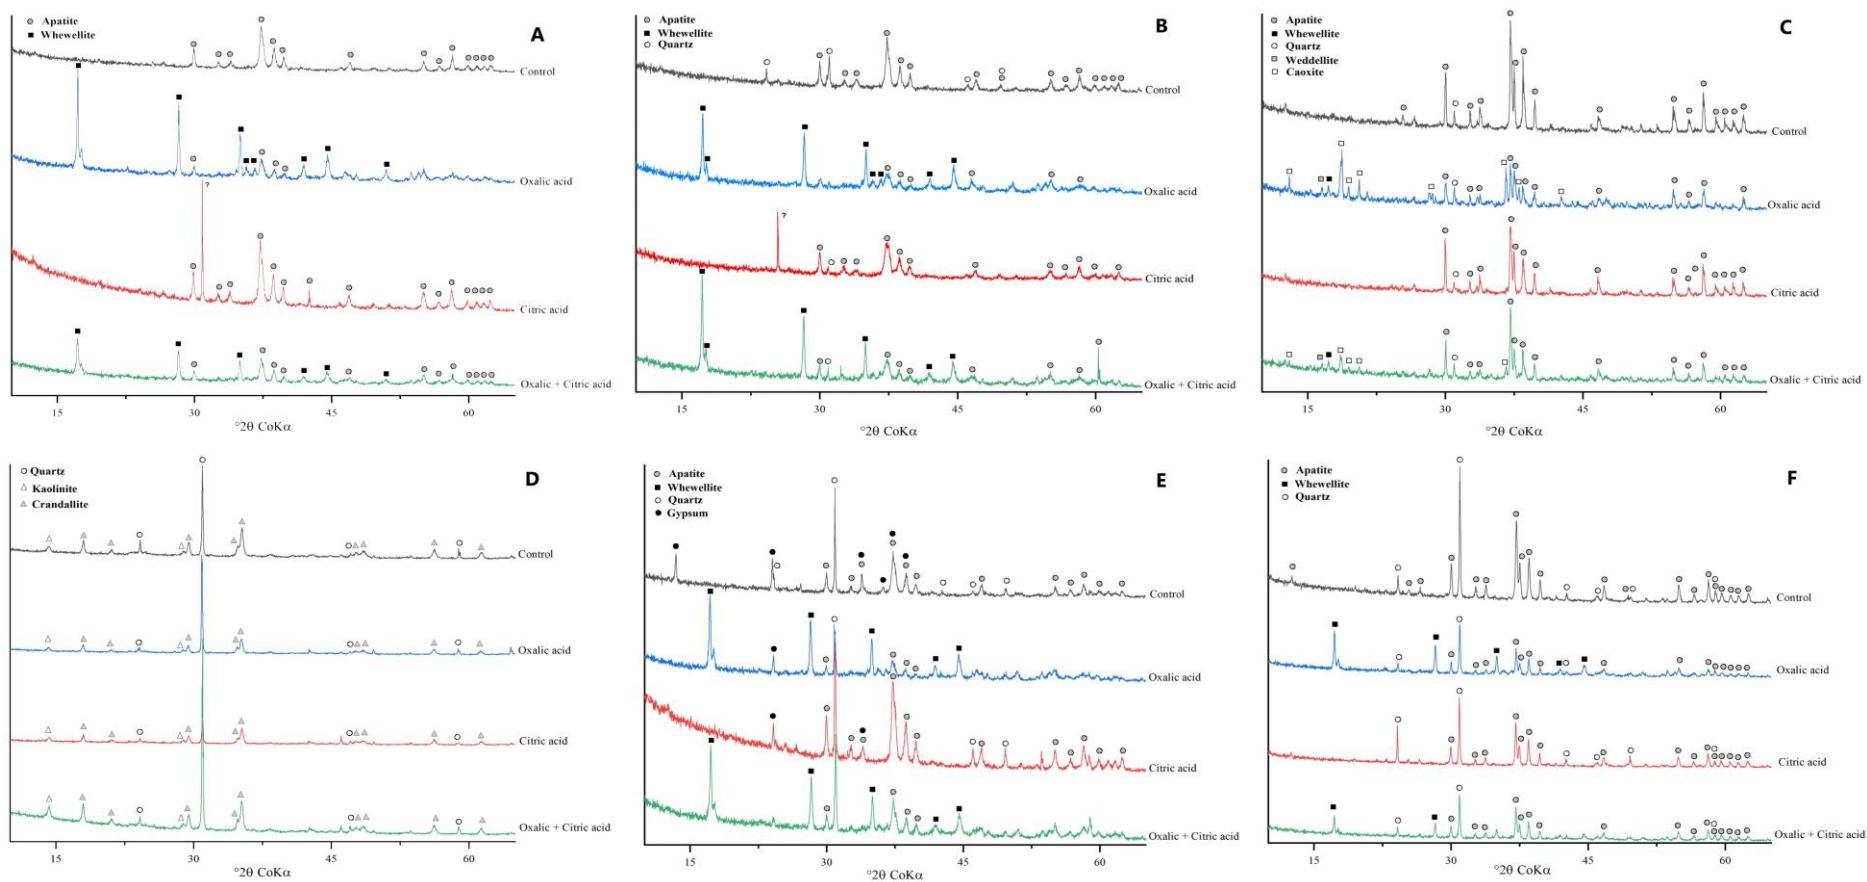 Apatite
Whewellite
A
Control
Oxalic acid
?
Citric acid
Oxalic + Citric acid
15 30 45 60
°2θ CoKα
Apatite
Whewellite
Quartz
B
Control
Oxalic acid
?
Citric acid
Oxalic + Citric acid
15 30 45 60
°2θ CoKα
Apatite
Whewellite
Quartz
Weddellite
Caoxite
C
Control
Oxalic acid
Citric acid
Oxalic + Citric acid
15 30 45 60
°2θ CoKα
Quartz
Kaolinite
Crandallite
D
Control
Oxalic acid
Citric acid
Oxalic + Citric acid
15 30 45 60
°2θ CoKα
Apatite
Whewellite
Quartz
Gypsum
E
Control
Oxalic acid
Citric acid
Oxalic + Citric acid
15 30 45 60
°2θ CoKα
Apatite
Whewellite
Quartz
F
Control
Oxalic acid
Citric acid
Oxalic + Citric acid
15 30 45 60
°2θ CoKα